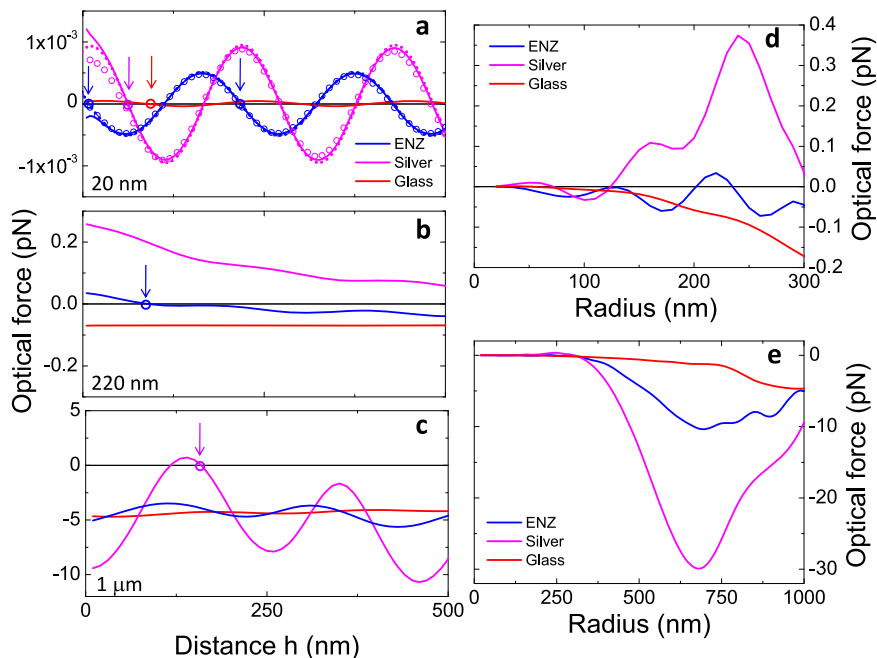 a
1x10⁻³
0
-1x10⁻³
ENZ
Silver
Glass
20 nm
b
0.2
0.0
-0.2
220 nm
c
5
0
-5
-10
1 μm
0
250
500
Distance h (nm)
Optical force (pN)
d
ENZ
Silver
Glass
0.4
0.3
0.2
0.1
0.0
-0.1
0.2
0
100
200
300
Radius (nm)
Optical force (pN)
e
0
-10
-20
-30
ENZ
Silver
Glass
0
250
500
750
1000
Radius (nm)
Optical force (pN)